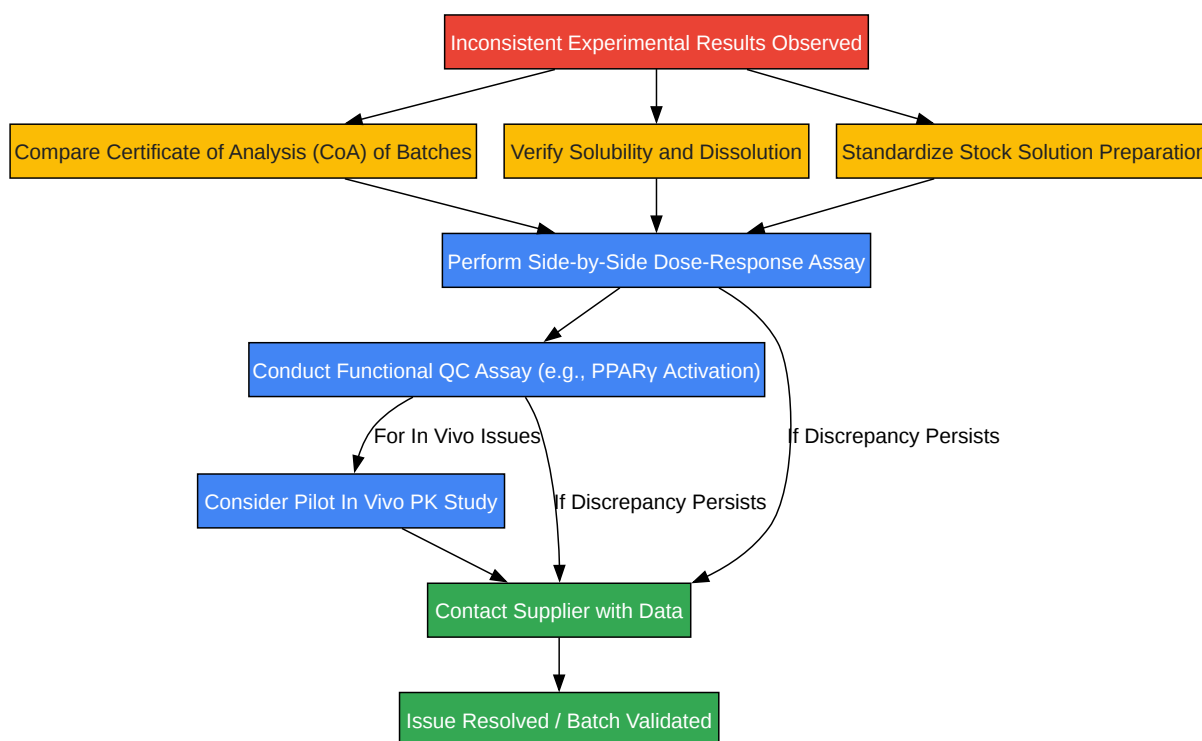 Inconsistent Experimental Results Observed
Compare Certificate of Analysis (CoA) of Batches
Verify Solubility and Dissolution
Standardize Stock Solution Preparation
Perform Side-by-Side Dose-Response Assay
Conduct Functional QC Assay (e.g., PPARγ Activation)
For In Vivo Issues
If Discrepancy Persists
Consider Pilot In Vivo PK Study
If Discrepancy Persists
Contact Supplier with Data
Issue Resolved / Batch Validated